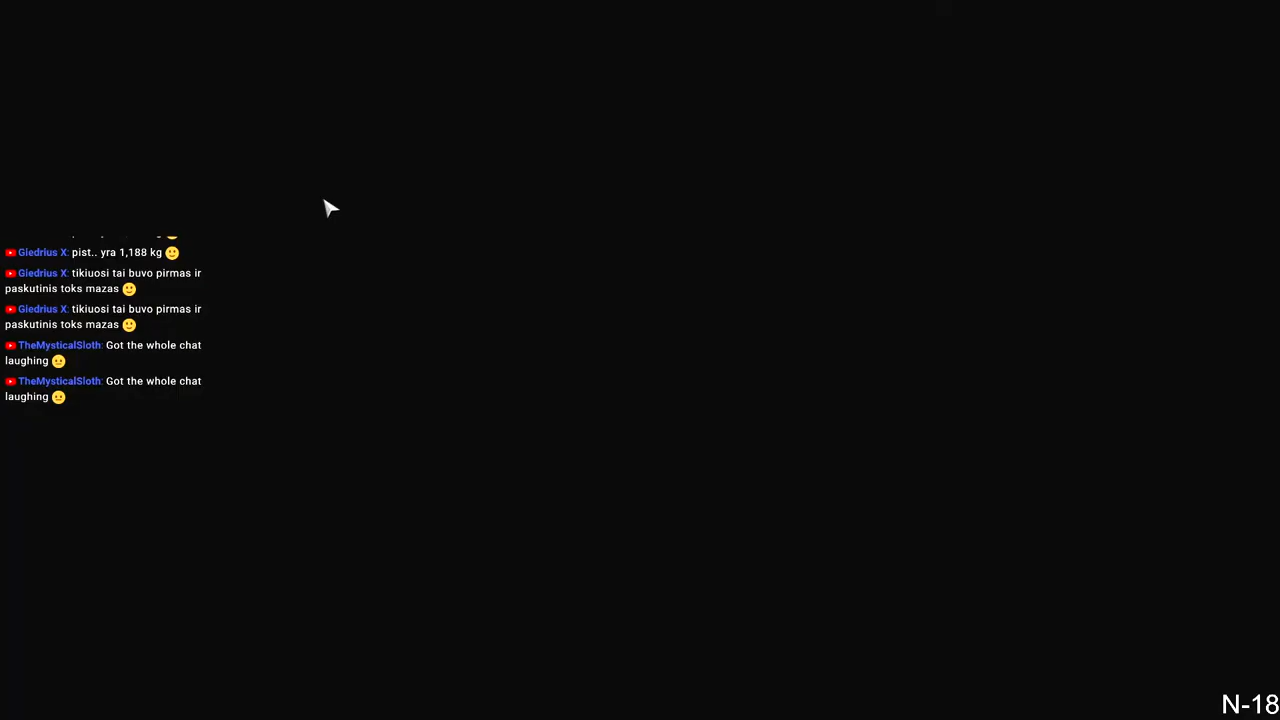 Giedrius X: pist.. yra 1,188 kg 🙂
Giedrius X: tikiuosi tai buvo pirmas ir
paskutinis toks mazas 🙂
Giedrius X: tikiuosi tai buvo pirmas ir
paskutinis toks mazas 🙂
TheMysticalSloth: Got the whole chat
laughing 😐
TheMysticalSloth: Got the whole chat
laughing 😐
N-18